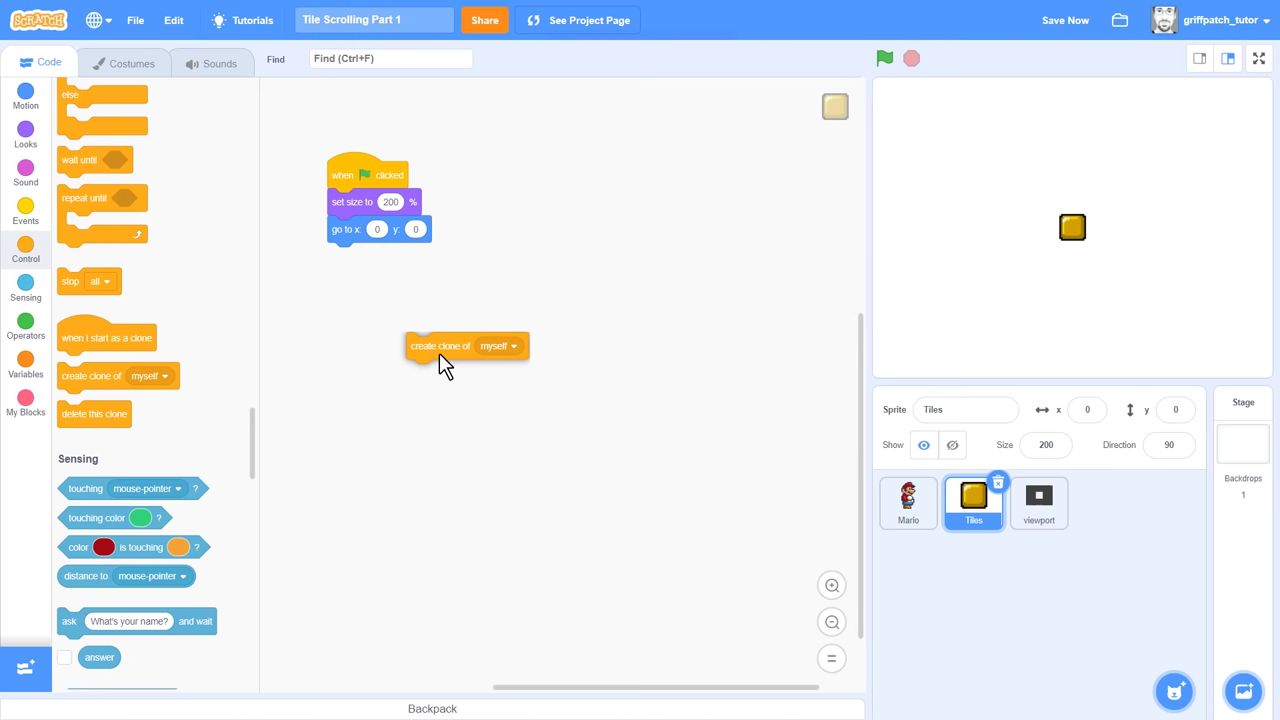 SCRATCH
File
Edit
Tutorials
Tile Scrolling Part 1
Share
See Project Page
Save Now
griffpatch_tutor
Code
Costumes
Sounds
Find
Find (Ctrl+F)
Motion
Looks
Sound
Events
Control
Sensing
Operators
Variables
My Blocks
else
wait until
repeat until
stop all
when I start as a clone
create clone of myself
delete this clone
Sensing
touching mouse-pointer ?
touching color ?
color is touching ?
distance to mouse-pointer
ask What's your name? and wait
answer
when clicked
set size to 200 %
go to x: 0 y: 0
create clone of myself
Sprite Tiles x 0 y 0
Show Size 200 Direction 90
Mario
Tiles
viewport
Stage
Backdrops
1
Backpack